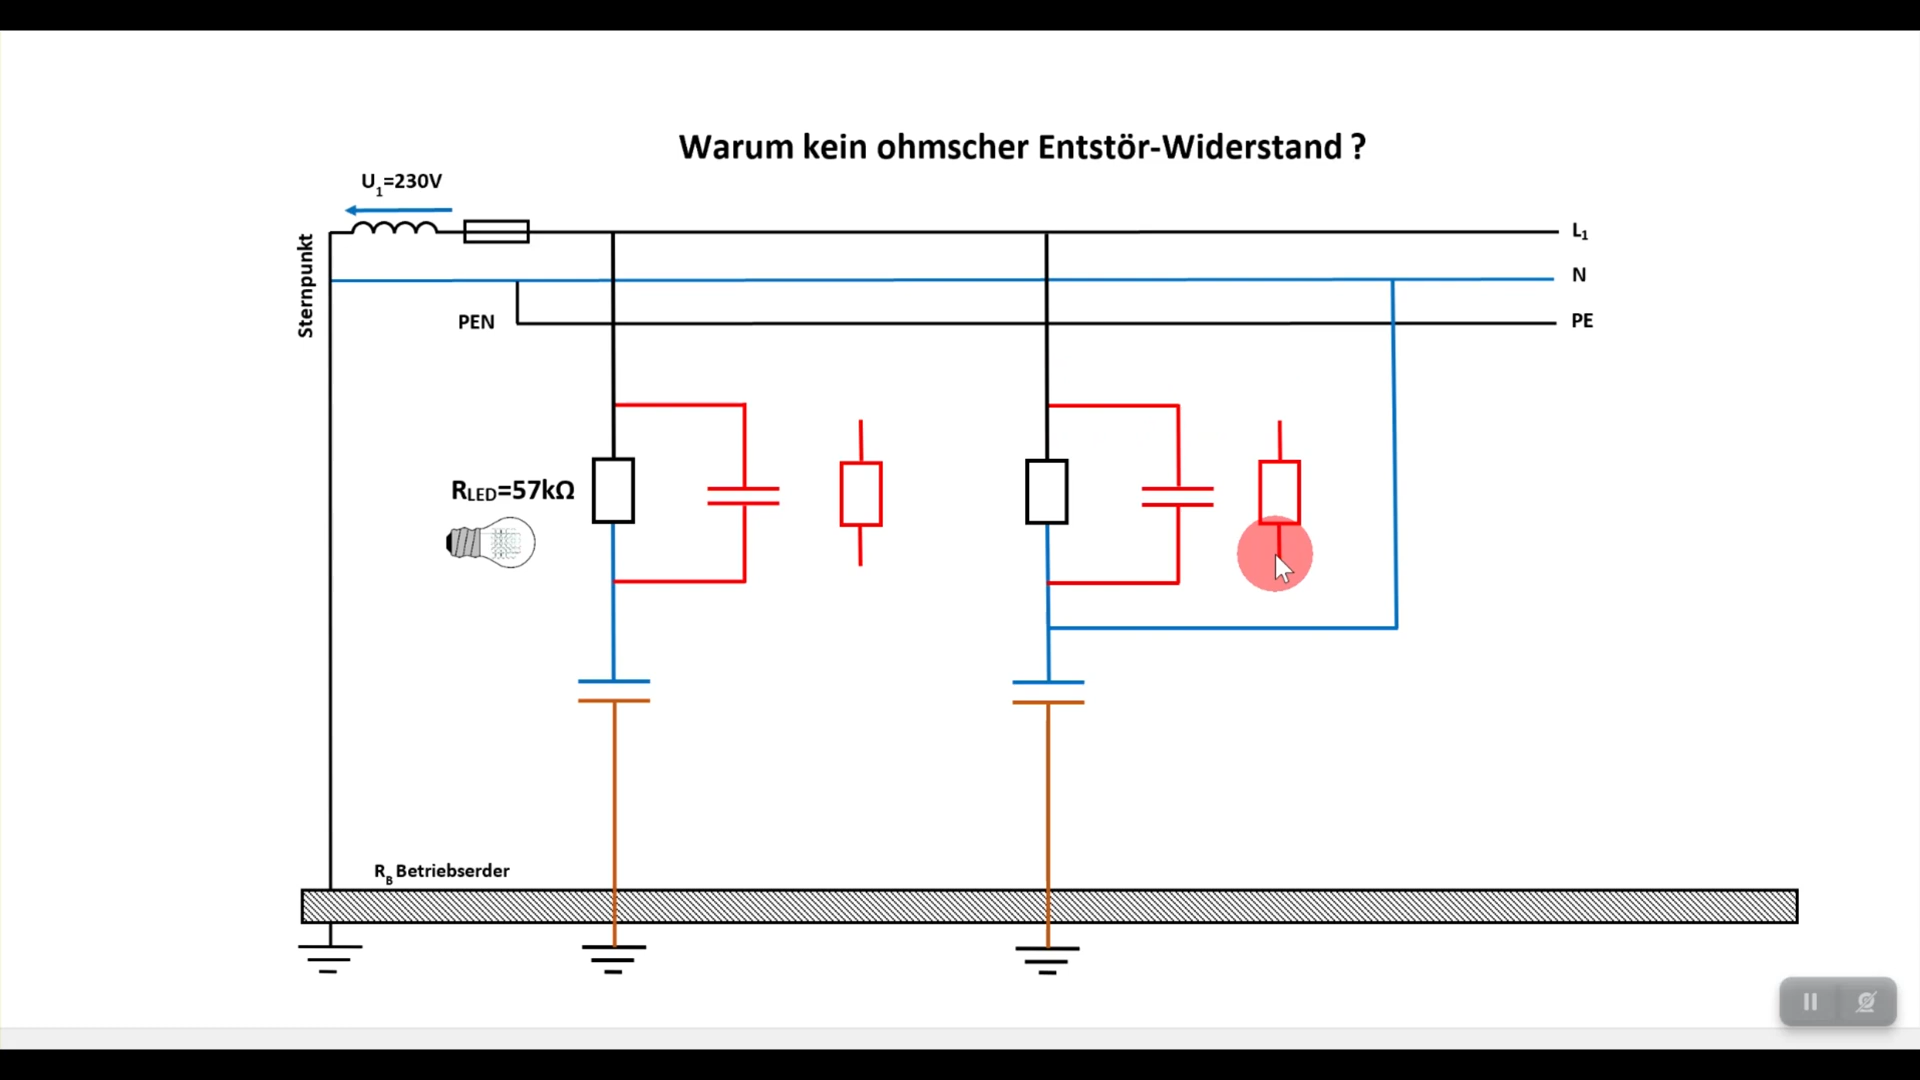 Warum kein ohmscher Entstör-Widerstand ?
U1=230V
L1
N
PE
Sternpunkt
PEN
RLED=57kΩ
RB Betriebserder